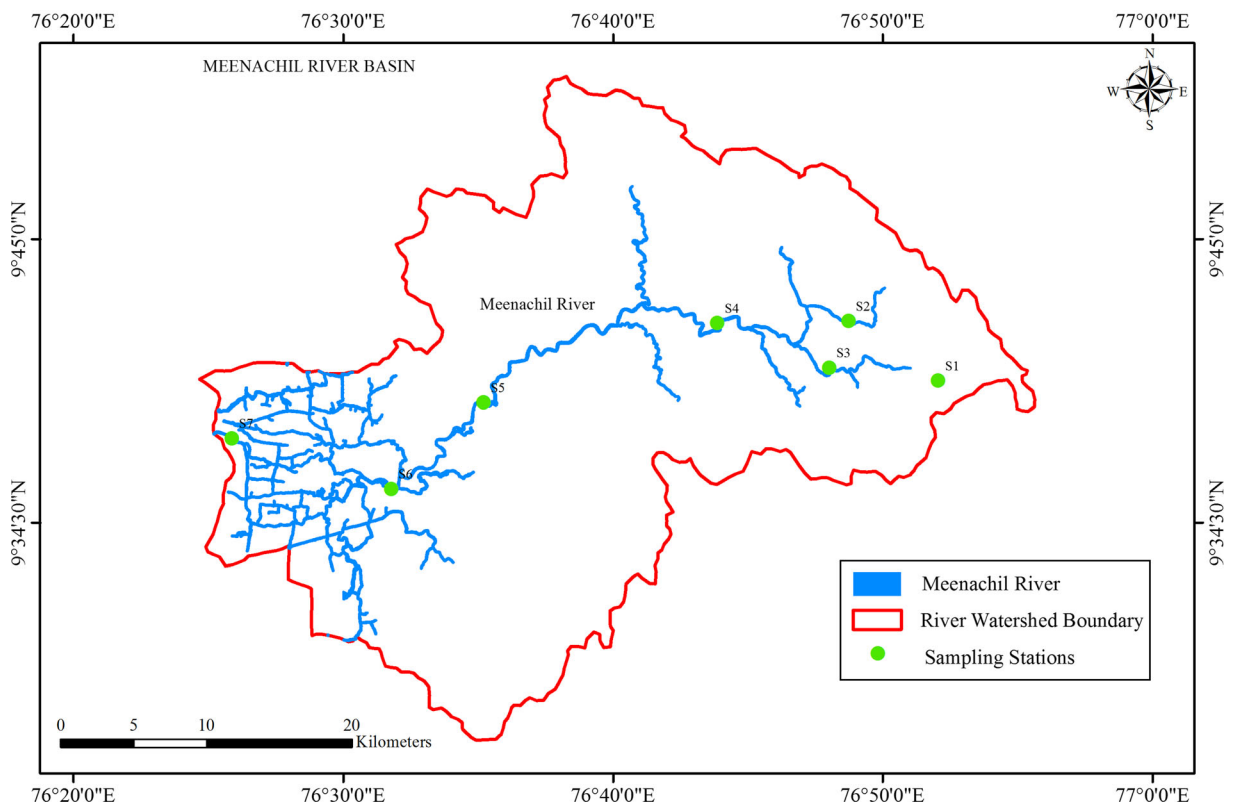 76°20'0"E 76°30'0"E 76°40'0"E 76°50'0"E 77°0'0"E
MEENACHIL RIVER BASIN
N
W E
S
9°45'0"N 9°45'0"N
Meenachil River
S4
S2
S3
S1
S5
S7
S6
9°34'30"N 9°34'30"N
Meenachil River
River Watershed Boundary
Sampling Stations
0 5 10 20
Kilometers
76°20'0"E 76°30'0"E 76°40'0"E 76°50'0"E 77°0'0"E